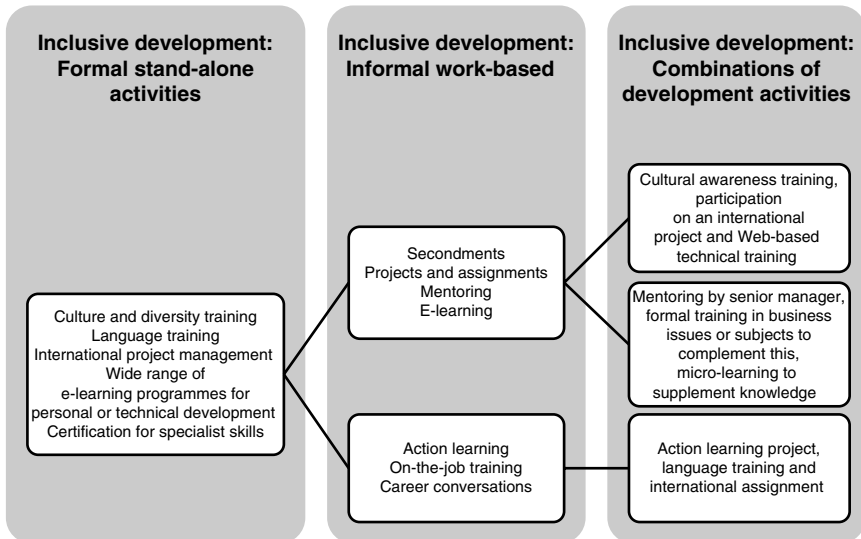 Inclusive development:
Formal stand-alone
activities
Culture and diversity training
Language training
International project management
Wide range of
e-learning programmes for
personal or technical development
Certification for specialist skills
Inclusive development:
Informal work-based
Secondments
Projects and assignments
Mentoring
E-learning
Action learning
On-the-job training
Career conversations
Inclusive development:
Combinations of
development activities
Cultural awareness training,
participation
on an international
project and Web-based
technical training
Mentoring by senior manager,
formal training in business
issues or subjects to
complement this,
micro-learning to
supplement knowledge
Action learning project,
language training and
international assignment